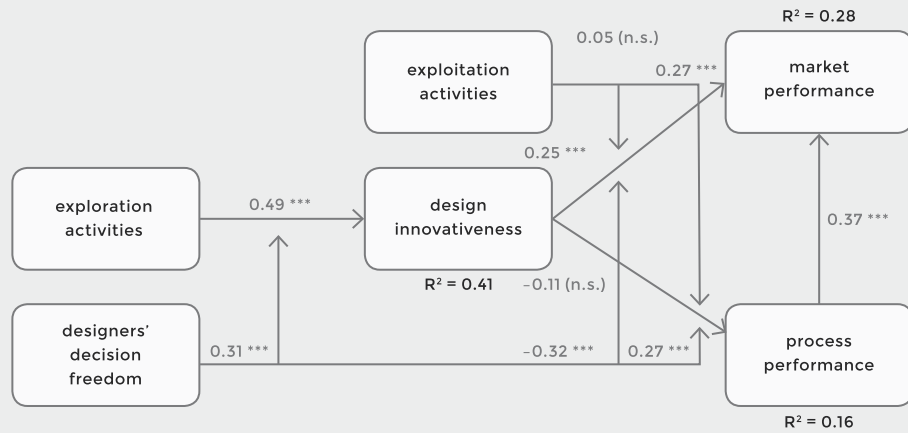 R² = 0.28
0.05 (n.s.)
exploitation
activities
0.27 ***
market
performance
0.25 ***
exploration
activities
0.49 ***
design
innovativeness
0.37 ***
R² = 0.41
−0.11 (n.s.)
designers’
decision
freedom
0.31 ***
−0.32 ***
0.27 ***
process
performance
R² = 0.16